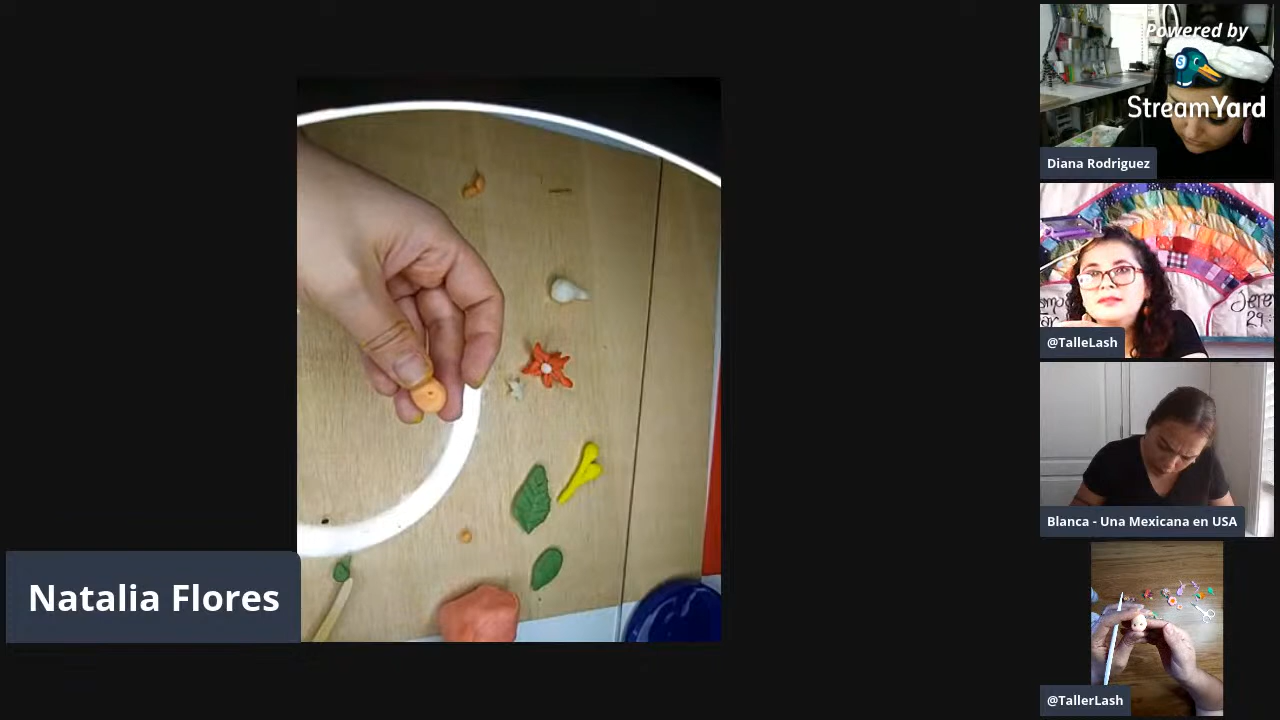 Natalia Flores
Powered by
StreamYard
Diana Rodriguez
@TalleLash
Blanca - Una Mexicana en USA
@TallerLash